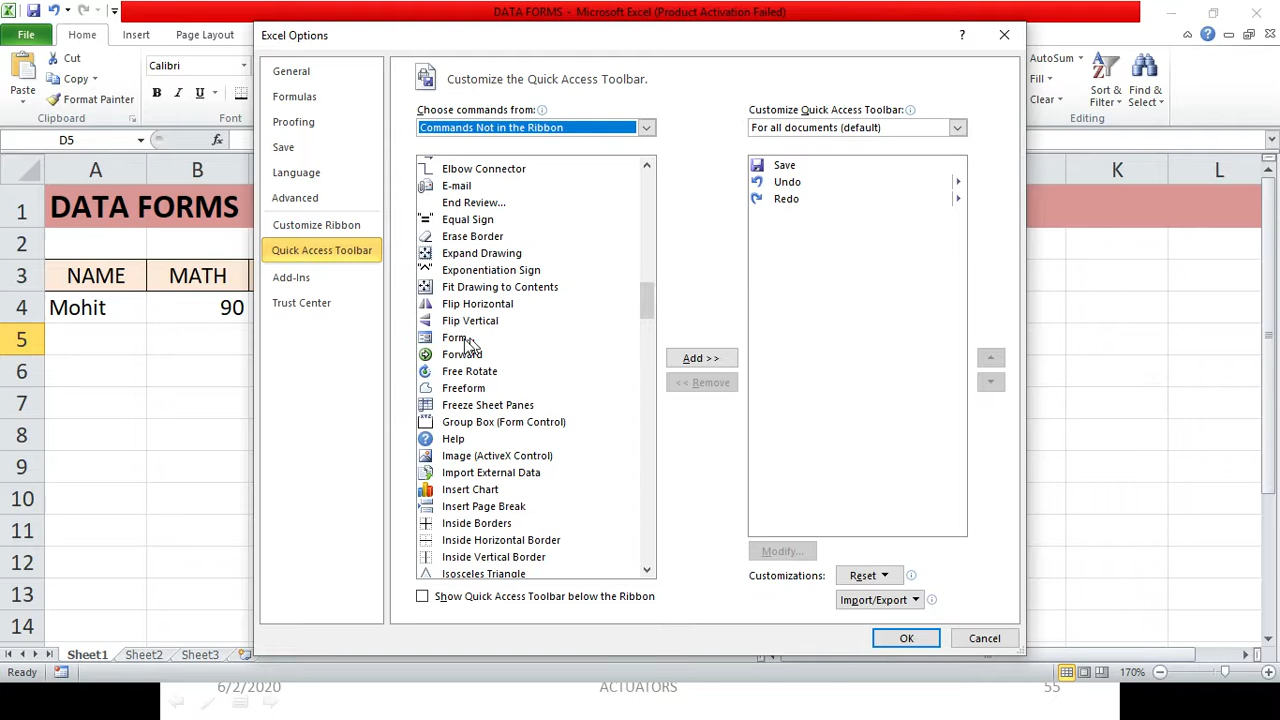 DATA FORMS - Microsoft Excel (Product Activation Failed)
File Home Insert Page Layout
Excel Options
Paste
Cut
Copy
Format Painter
Clipboard
Calibri
B I U
Font
AutoSum
Fill
Clear
Sort & Filter
Find & Select
Editing
D5
fx
A B K L
1 DATA FORMS
2
3 NAME MATH
4 Mohit 90
5
6
7
8
9
10
11
12
13
14
General
Formulas
Proofing
Save
Language
Advanced
Customize Ribbon
Quick Access Toolbar
Add-Ins
Trust Center
Customize the Quick Access Toolbar.
Choose commands from:
Commands Not in the Ribbon
Elbow Connector
E-mail
End Review...
Equal Sign
Erase Border
Expand Drawing
Exponentiation Sign
Fit Drawing to Contents
Flip Horizontal
Flip Vertical
Form...
Forward
Free Rotate
Freeform
Freeze Sheet Panes
Group Box (Form Control)
Help
Image (ActiveX Control)
Import External Data
Insert Chart
Insert Page Break
Inside Borders
Inside Horizontal Border
Inside Vertical Border
Isosceles Triangle
Show Quick Access Toolbar below the Ribbon
Add >>
<< Remove
Customize Quick Access Toolbar:
For all documents (default)
Save
Undo
Redo
Modify...
Customizations: Reset
Import/Export
OK Cancel
Sheet1 Sheet2 Sheet3
Ready
170%
6/2/2020 ACTUATORS 55